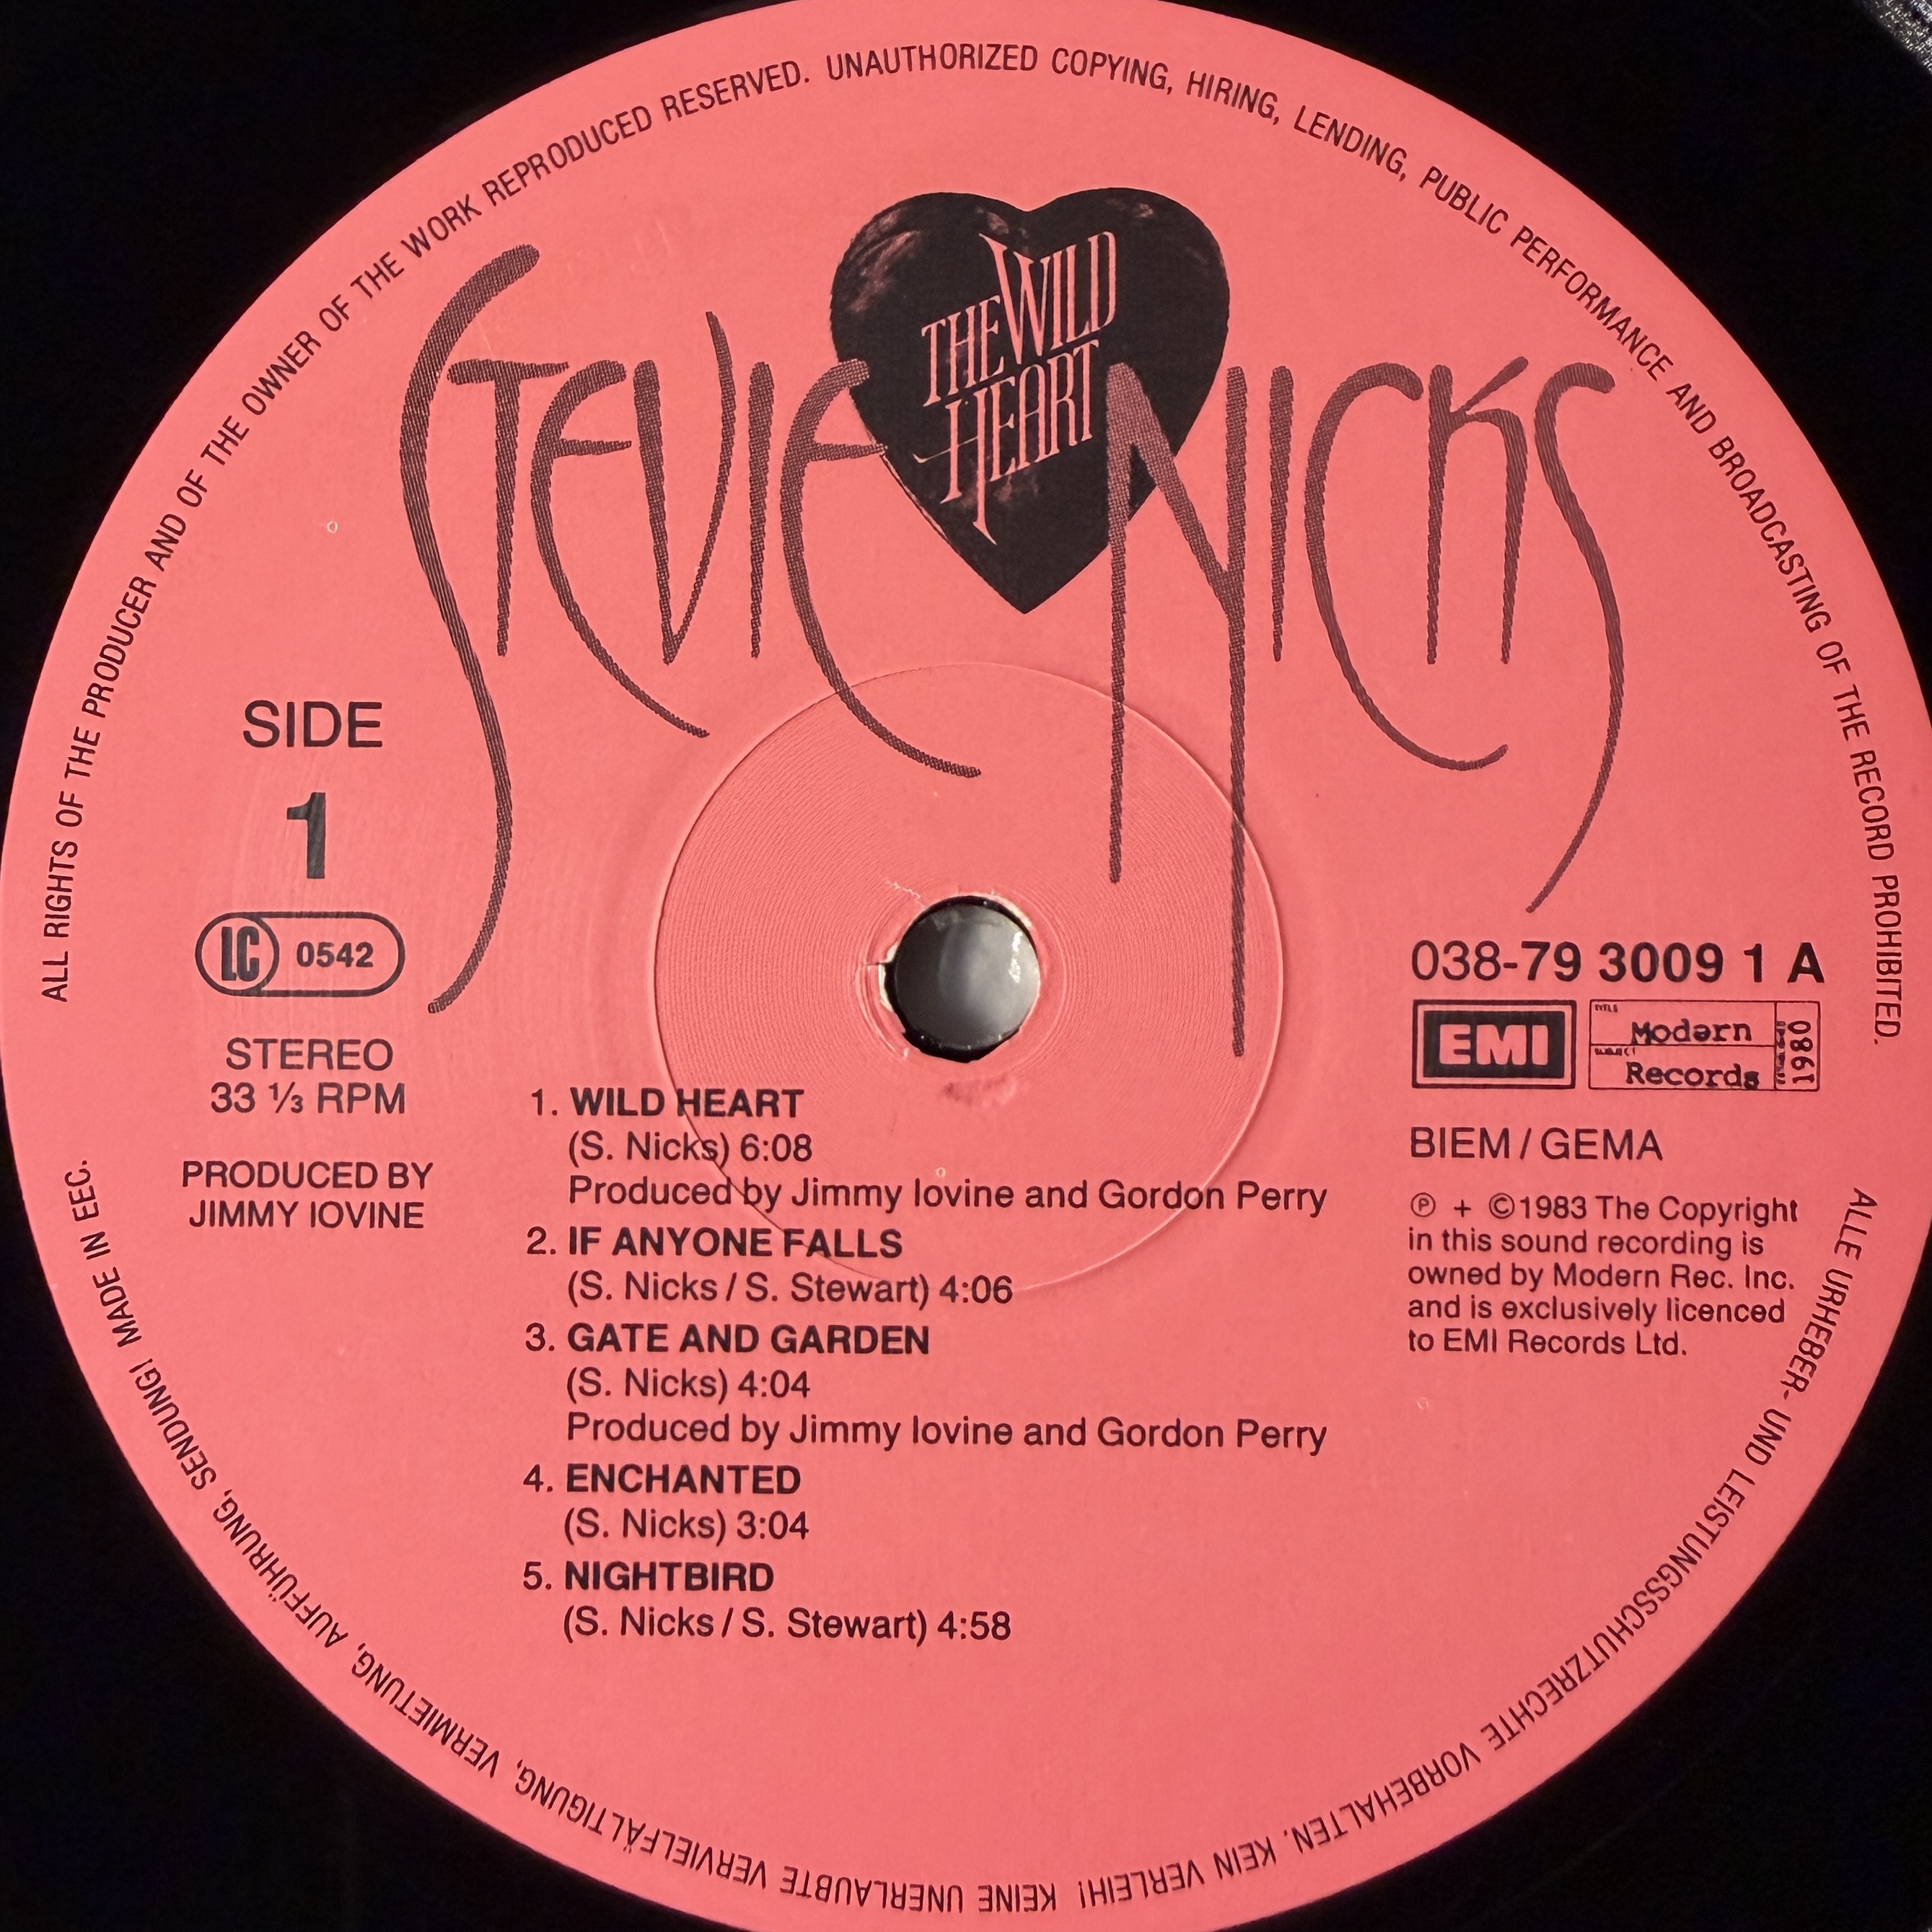 ALL RIGHTS OF THE PRODUCER AND OF THE OWNER OF THE WORK REPRODUCED RESERVED. UNAUTHORIZED COPYING, HIRING, LENDING, PUBLIC PERFORMANCE AND BROADCASTING OF THE RECORD PROHIBITED.
THE WILD
HEART
STEVIE NICKS
SIDE
1
LC 0542
STEREO
33 ⅓ RPM
PRODUCED BY
JIMMY IOVINE
038-79 3009 1 A
EMI
TITLE
Modern
SUBJECT
Records
1980
BIEM / GEMA
℗ + ©1983 The Copyright
in this sound recording is
owned by Modern Rec. Inc.
and is exclusively licenced
to EMI Records Ltd.
1. WILD HEART
(S. Nicks) 6:08
Produced by Jimmy Iovine and Gordon Perry
2. IF ANYONE FALLS
(S. Nicks / S. Stewart) 4:06
3. GATE AND GARDEN
(S. Nicks) 4:04
Produced by Jimmy Iovine and Gordon Perry
4. ENCHANTED
(S. Nicks) 3:04
5. NIGHTBIRD
(S. Nicks / S. Stewart) 4:58
ALLE URHEBER- UND LEISTUNGSSCHUTZRECHTE VORBEHALTEN. KEIN VERLEIH! KEINE UNERLAUBTE VERVIELFÄLTIGUNG, VERMIETUNG, AUFFÜHRUNG, SENDUNG! MADE IN EEC.